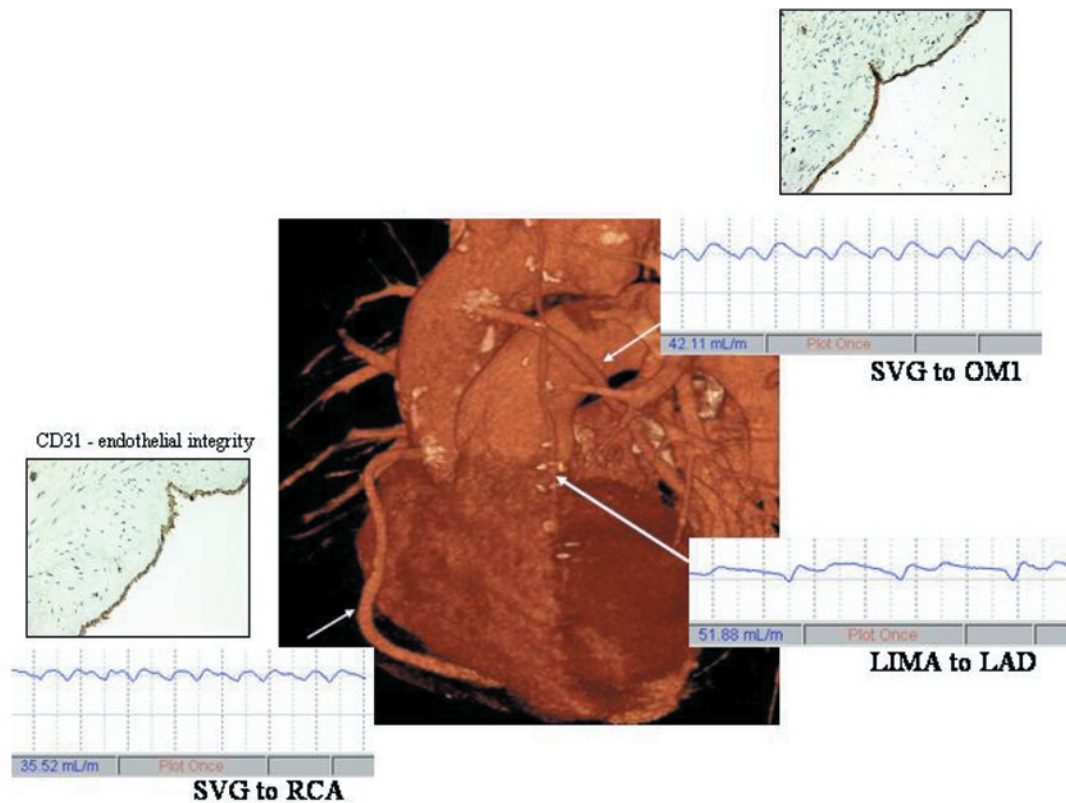 42.11 mL/m Plot Once
SVG to OM1
CD31 - endothelial integrity
51.88 mL/m Plot Once
LIMA to LAD
35.52 mL/m Plot Once
SVG to RCA